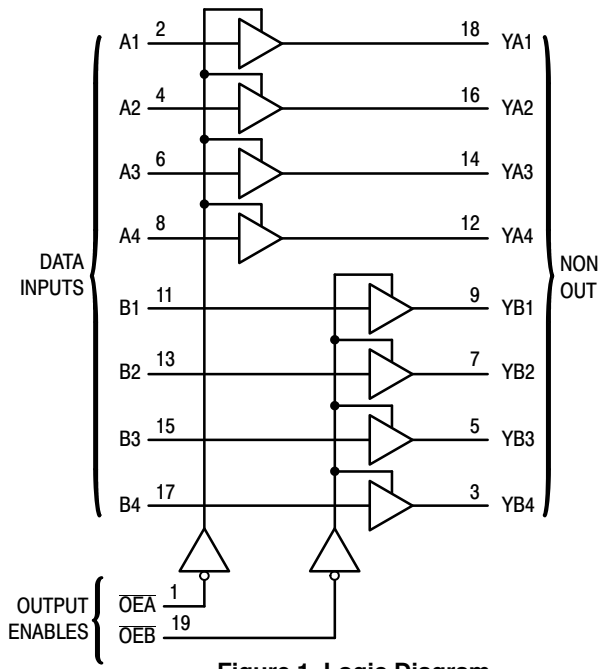 A1 2 18 YA1
A2 4 16 YA2
A3 6 14 YA3
A4 8 12 YA4
DATA
INPUTS
NON
OUT
B1 11 9 YB1
B2 13 7 YB2
B3 15 5 YB3
B4 17 3 YB4
OUTPUT
ENABLES
OEA 1
OEB 19
Figure 1. Logic Diagram